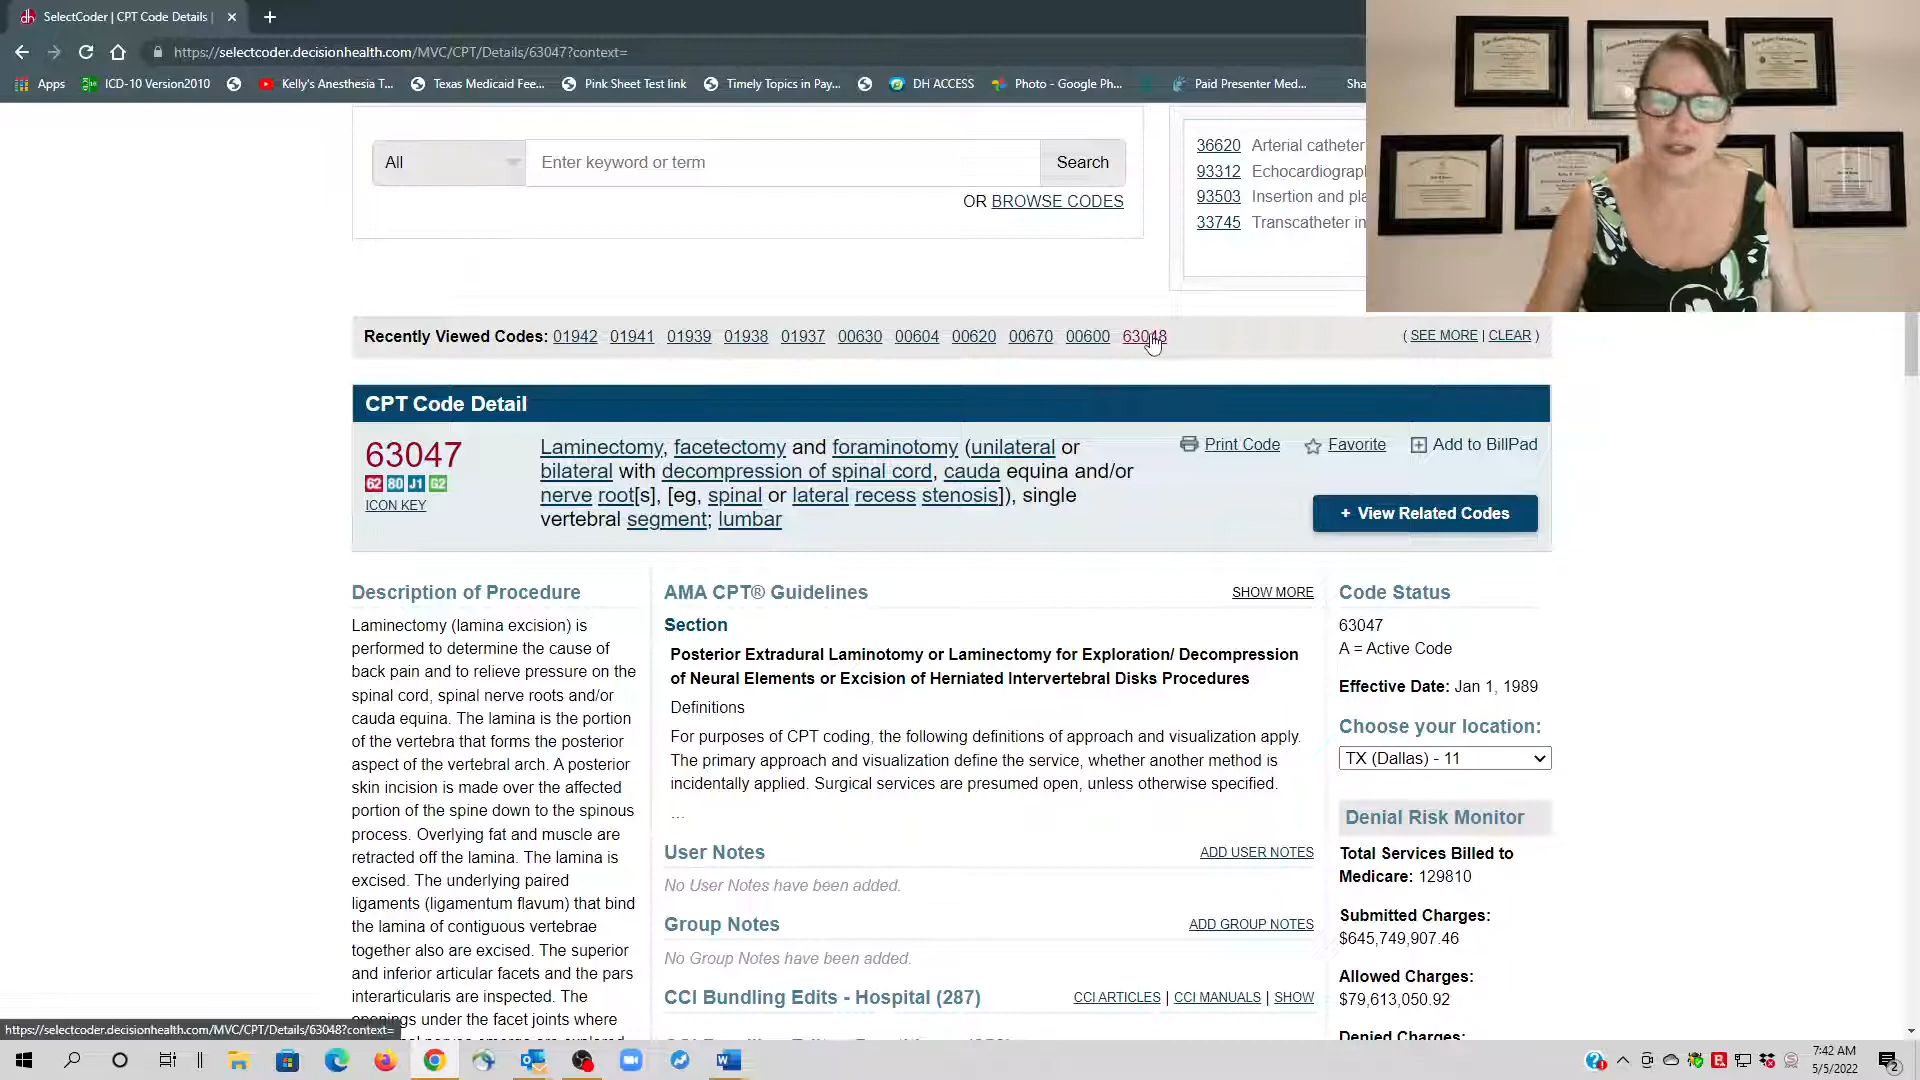 SelectCoder | CPT Code Details |
https://selectcoder.decisionhealth.com/MVC/CPT/Details/63047?context=
Apps ICD-10 Version2010 Kelly's Anesthesia T... Texas Medicaid Fee... Pink Sheet Test link Timely Topics in Pay... DH ACCESS Photo - Google Ph... Paid Presenter Med... Sha
All Enter keyword or term Search
OR BROWSE CODES
36620 Arterial catheter
93312 Echocardiograp
93503 Insertion and pla
33745 Transcatheter in
Recently Viewed Codes: 01942 01941 01939 01938 01937 00630 00604 00620 00670 00600 63048 ( SEE MORE | CLEAR )
CPT Code Detail
63047
62 80 J1 G2
ICON KEY
Laminectomy, facetectomy and foraminotomy (unilateral or
bilateral with decompression of spinal cord, cauda equina and/or
nerve root[s], [eg, spinal or lateral recess stenosis]), single
vertebral segment; lumbar
Print Code Favorite Add to BillPad
+ View Related Codes
Description of Procedure
Laminectomy (lamina excision) is
performed to determine the cause of
back pain and to relieve pressure on the
spinal cord, spinal nerve roots and/or
cauda equina. The lamina is the portion
of the vertebra that forms the posterior
aspect of the vertebral arch. A posterior
skin incision is made over the affected
portion of the spine down to the spinous
process. Overlying fat and muscle are
retracted off the lamina. The lamina is
excised. The underlying paired
ligaments (ligamentum flavum) that bind
the lamina of contiguous vertebrae
together also are excised. The superior
and inferior articular facets and the pars
interarticularis are inspected. The
openings under the facet joints where
AMA CPT® Guidelines SHOW MORE
Section
Posterior Extradural Laminotomy or Laminectomy for Exploration/ Decompression
of Neural Elements or Excision of Herniated Intervertebral Disks Procedures
Definitions
For purposes of CPT coding, the following definitions of approach and visualization apply.
The primary approach and visualization define the service, whether another method is
incidentally applied. Surgical services are presumed open, unless otherwise specified.
...
User Notes ADD USER NOTES
No User Notes have been added.
Group Notes ADD GROUP NOTES
No Group Notes have been added.
CCI Bundling Edits - Hospital (287) CCI ARTICLES | CCI MANUALS | SHOW
Code Status
63047
A = Active Code
Effective Date: Jan 1, 1989
Choose your location:
TX (Dallas) - 11
Denial Risk Monitor
Total Services Billed to
Medicare: 129810
Submitted Charges:
$645,749,907.46
Allowed Charges:
$79,613,050.92
Denied Charges:
https://selectcoder.decisionhealth.com/MVC/CPT/Details/63048?context=
7:42 AM
5/5/2022
2